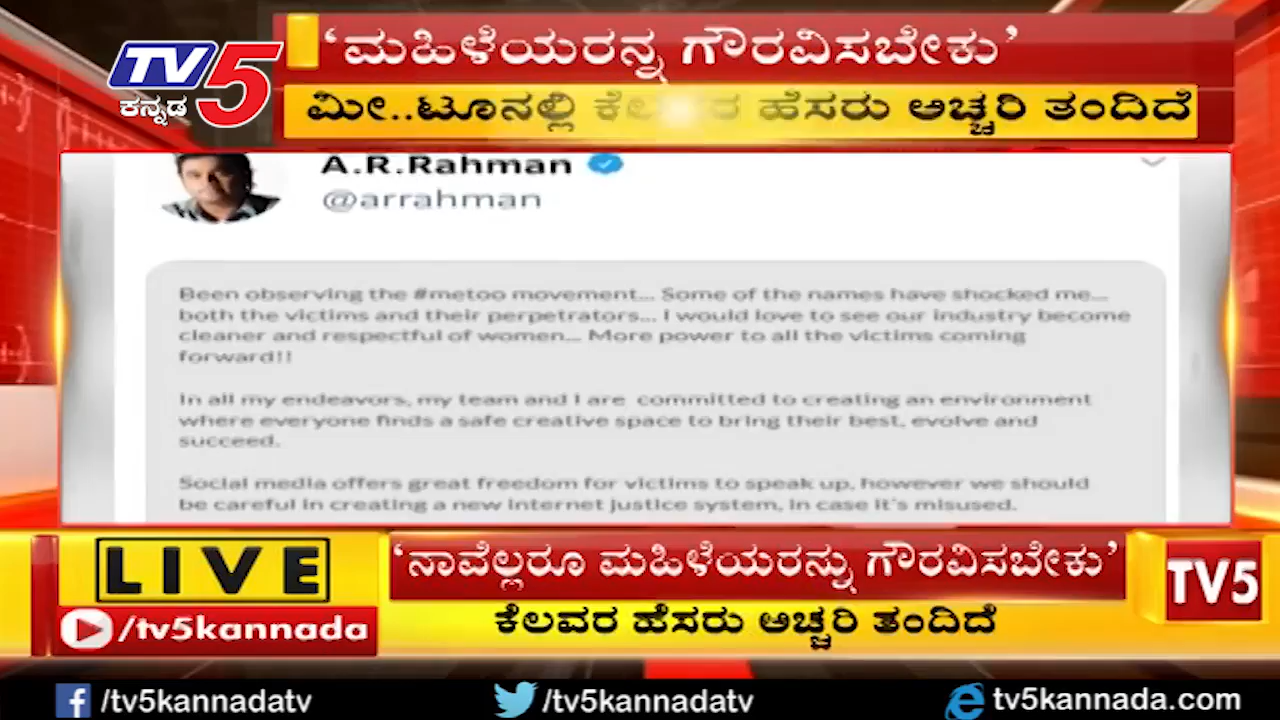 TV5
ಕನ್ನಡ
‘ಮಹಿಳೆಯರನ್ನ ಗೌರವಿಸಬೇಕು’
ಮೀ..ಟೂನಲ್ಲಿ ಹೆಸರು ಅಚ್ಚರಿ ತಂದಿದೆ
A.R.Rahman
@arrahman
Been observing the #metoo movement... Some of the names have shocked me...
both the victims and their perpetrators... I would love to see our industry become
cleaner and respectful of women... More power to all the victims coming
forward!!
In all my endeavors, my team and I are committed to creating an environment
where everyone finds a safe creative space to bring their best, evolve and
succeed.
Social media offers great freedom for victims to speak up, however we should
be careful in creating a new internet justice system, in case it's misused.
LIVE
/tv5kannada
‘ನಾವೆಲ್ಲರೂ ಮಹಿಳೆಯರನ್ನು ಗೌರವಿಸಬೇಕು’
ಕೆಲವರ ಹೆಸರು ಅಚ್ಚರಿ ತಂದಿದೆ
TV5
/tv5kannadatv
/tv5kannadatv
tv5kannada.com